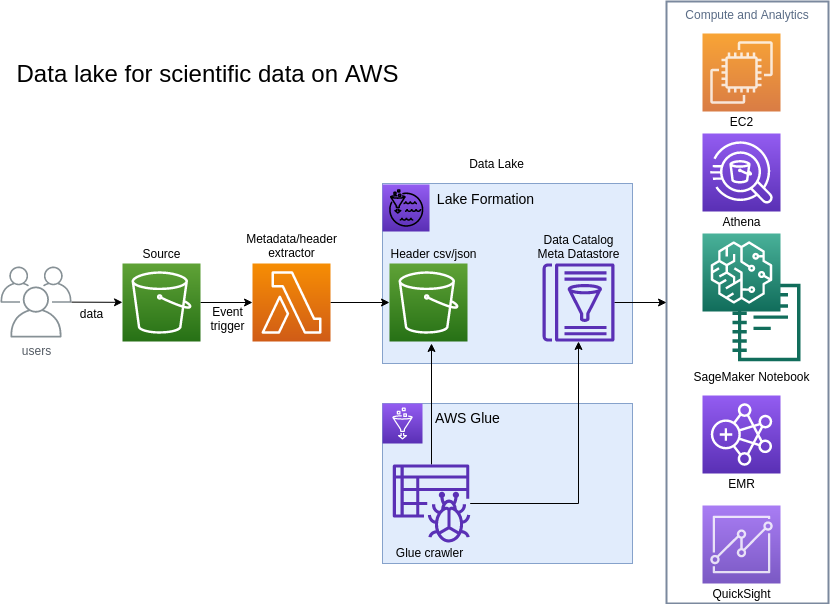 Compute and Analytics
Data lake for scientific data on AWS
EC2
Data Lake
Lake Formation
Athena
Source
Metadata/header
extractor
Header csv/json
Data Catalog
Meta Datastore
data
Event
trigger
users
SageMaker Notebook
AWS Glue
EMR
Glue crawler
QuickSight